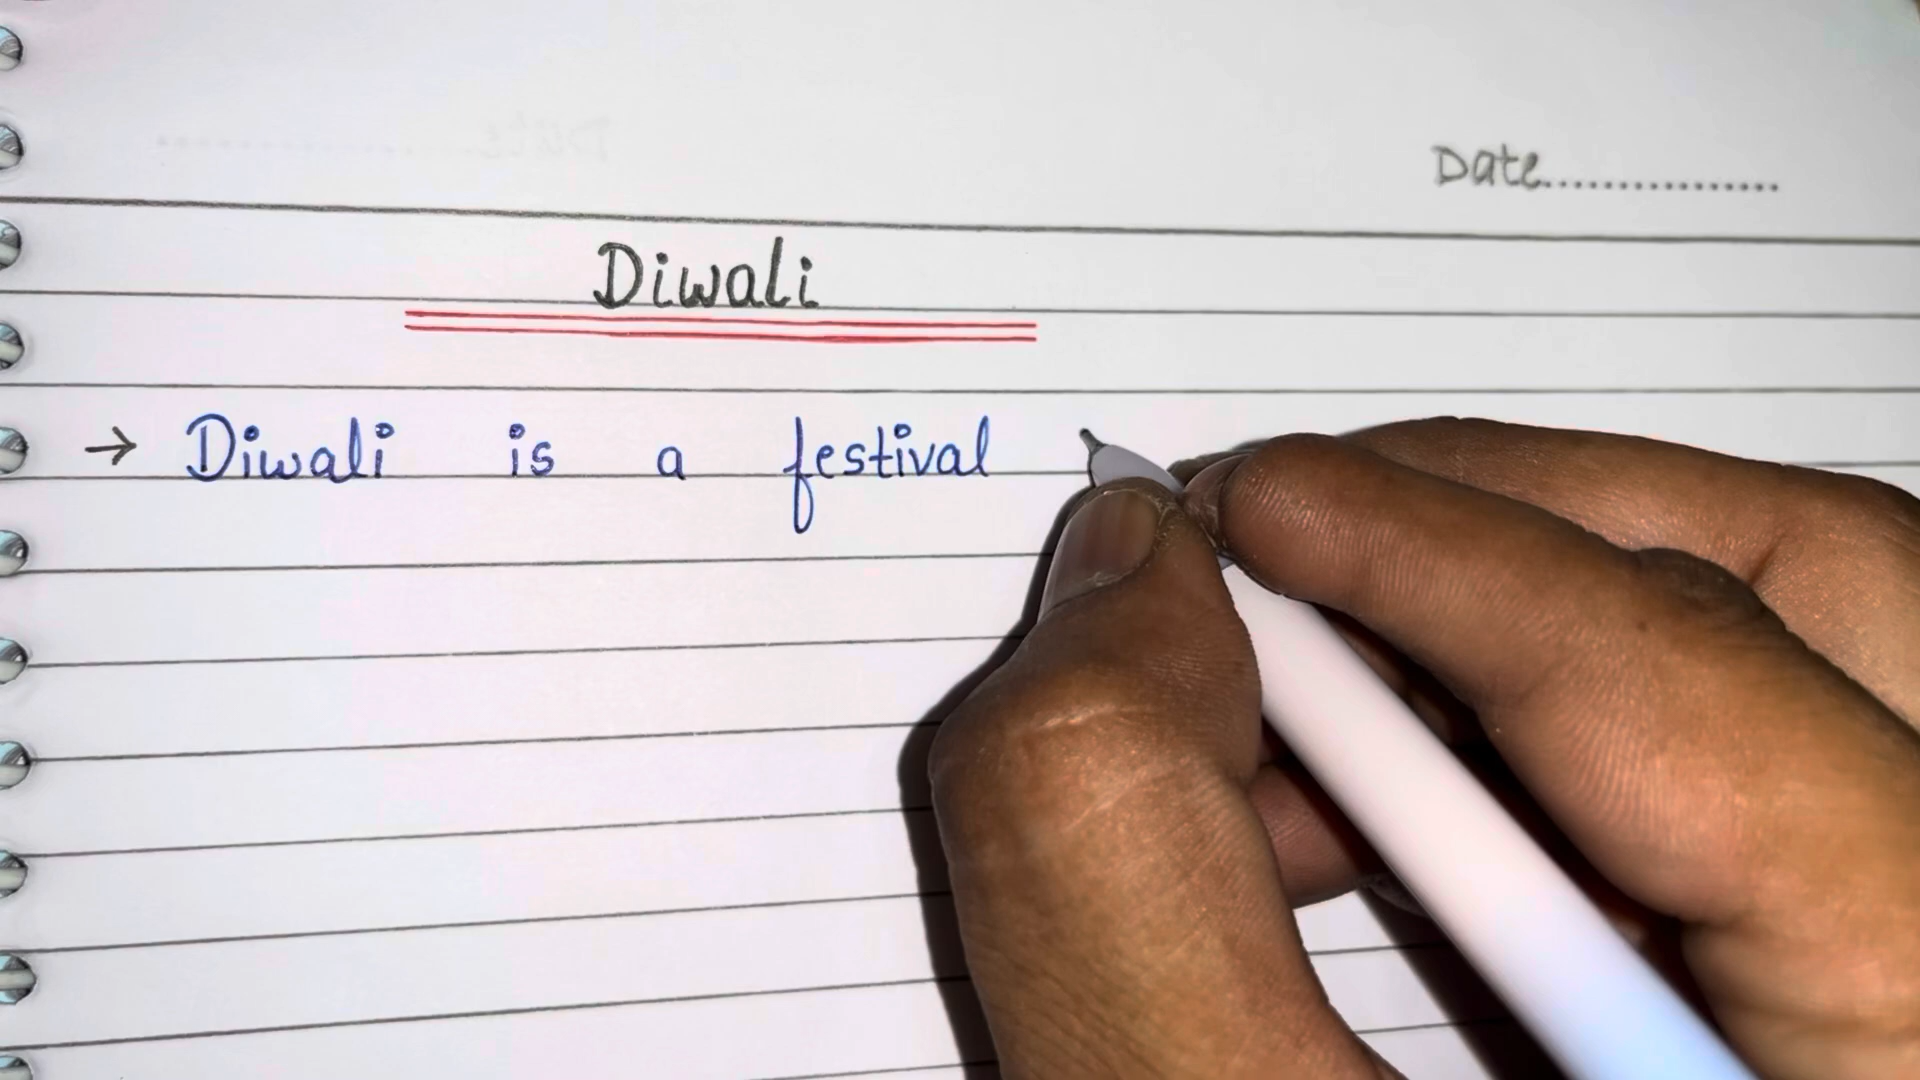 Date................
Diwali
→ Diwali is a festival